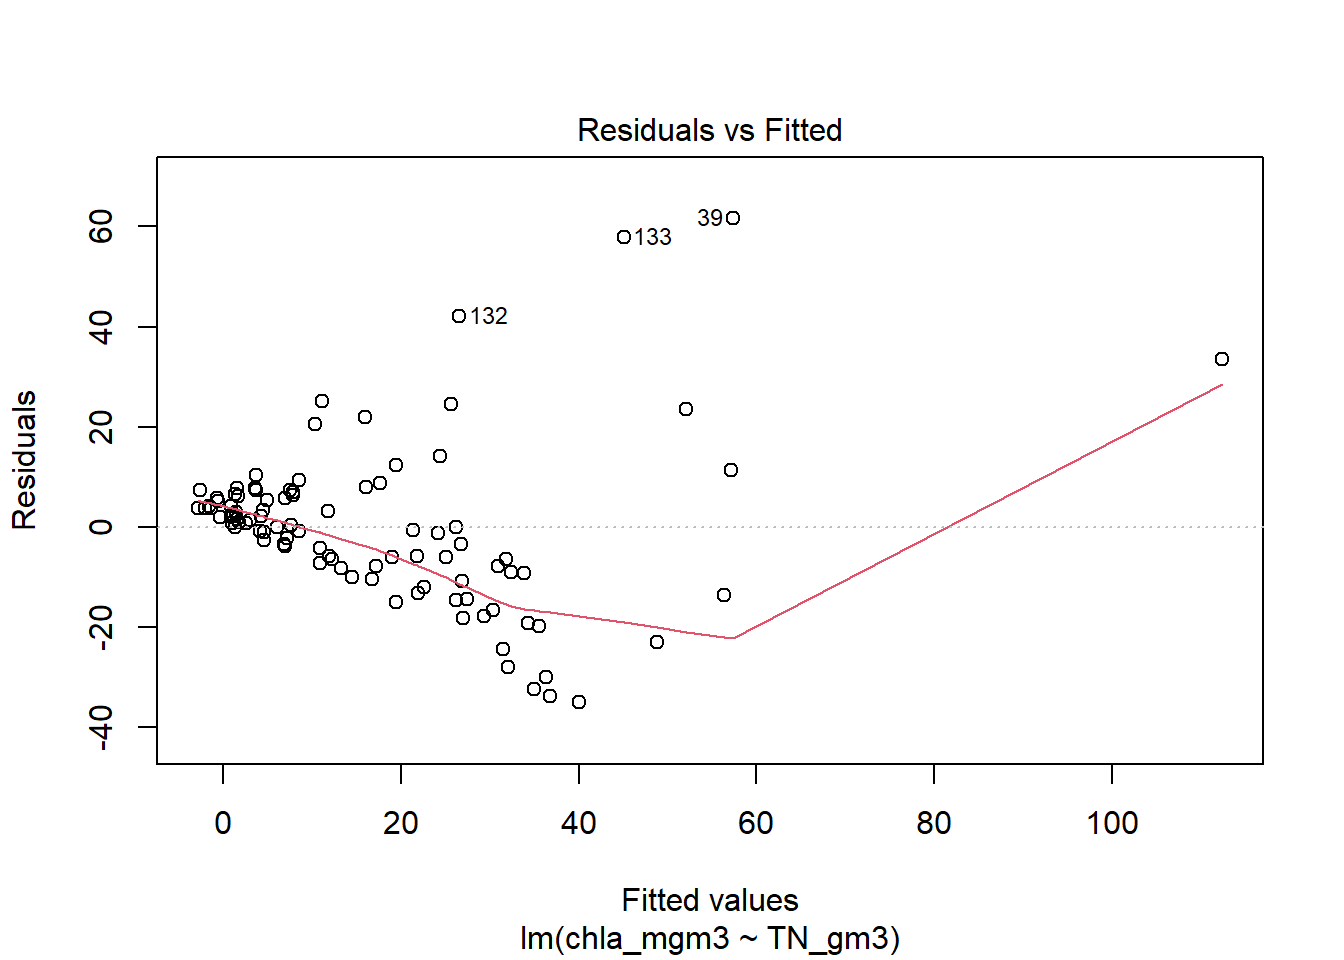 Residuals vs Fitted
Residuals
60
40
20
0
-20
-40
39
133
132
0 20 40 60 80 100
Fitted values
lm(chla_mgm3 ~ TN_gm3)